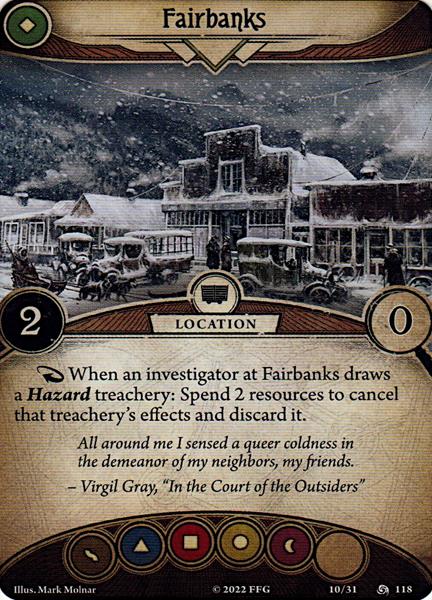 Fairbanks
2
LOCATION
0
When an investigator at Fairbanks draws
a Hazard treachery: Spend 2 resources to cancel
that treachery's effects and discard it.
All around me I sensed a queer coldness in
the demeanor of my neighbors, my friends.
– Virgil Gray, “In the Court of the Outsiders”
Illus. Mark Molnar © 2022 FFG 10/31 118